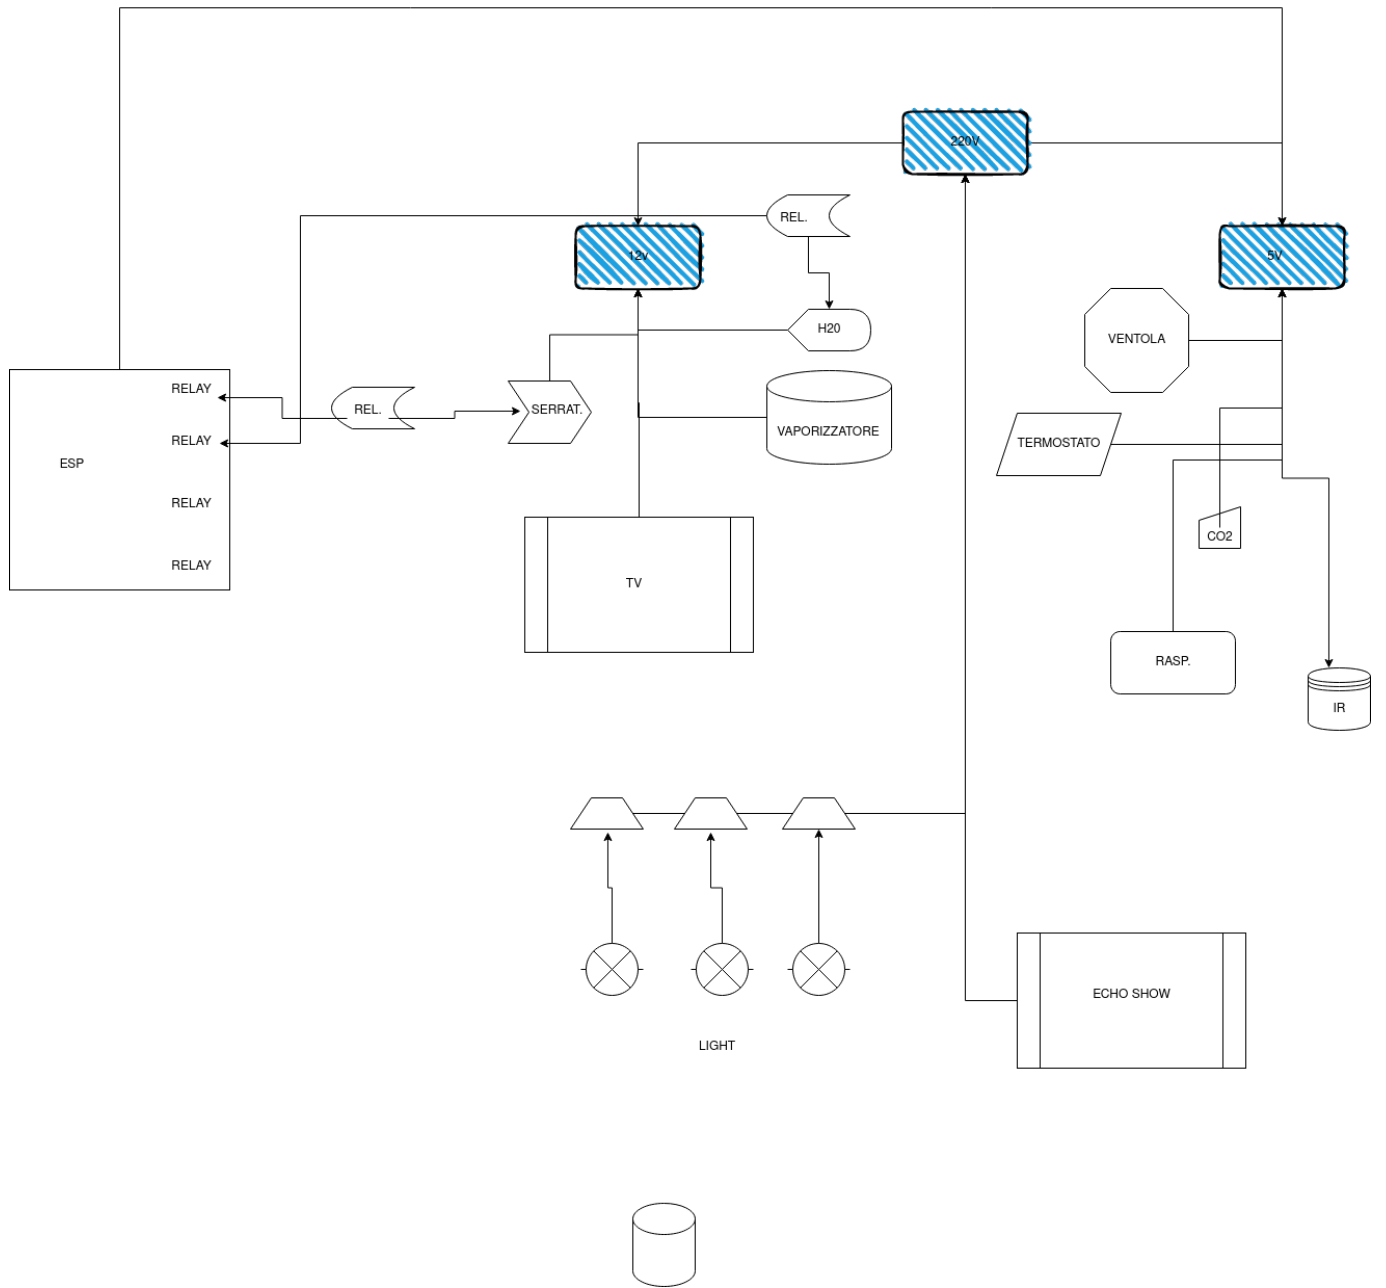 220V
REL.
12v
5V
H20
VENTOLA
RELAY
REL.
SERRAT.
VAPORIZZATORE
RELAY
TERMOSTATO
ESP
RELAY
CO2
RELAY
TV
RASP.
IR
ECHO SHOW
LIGHT